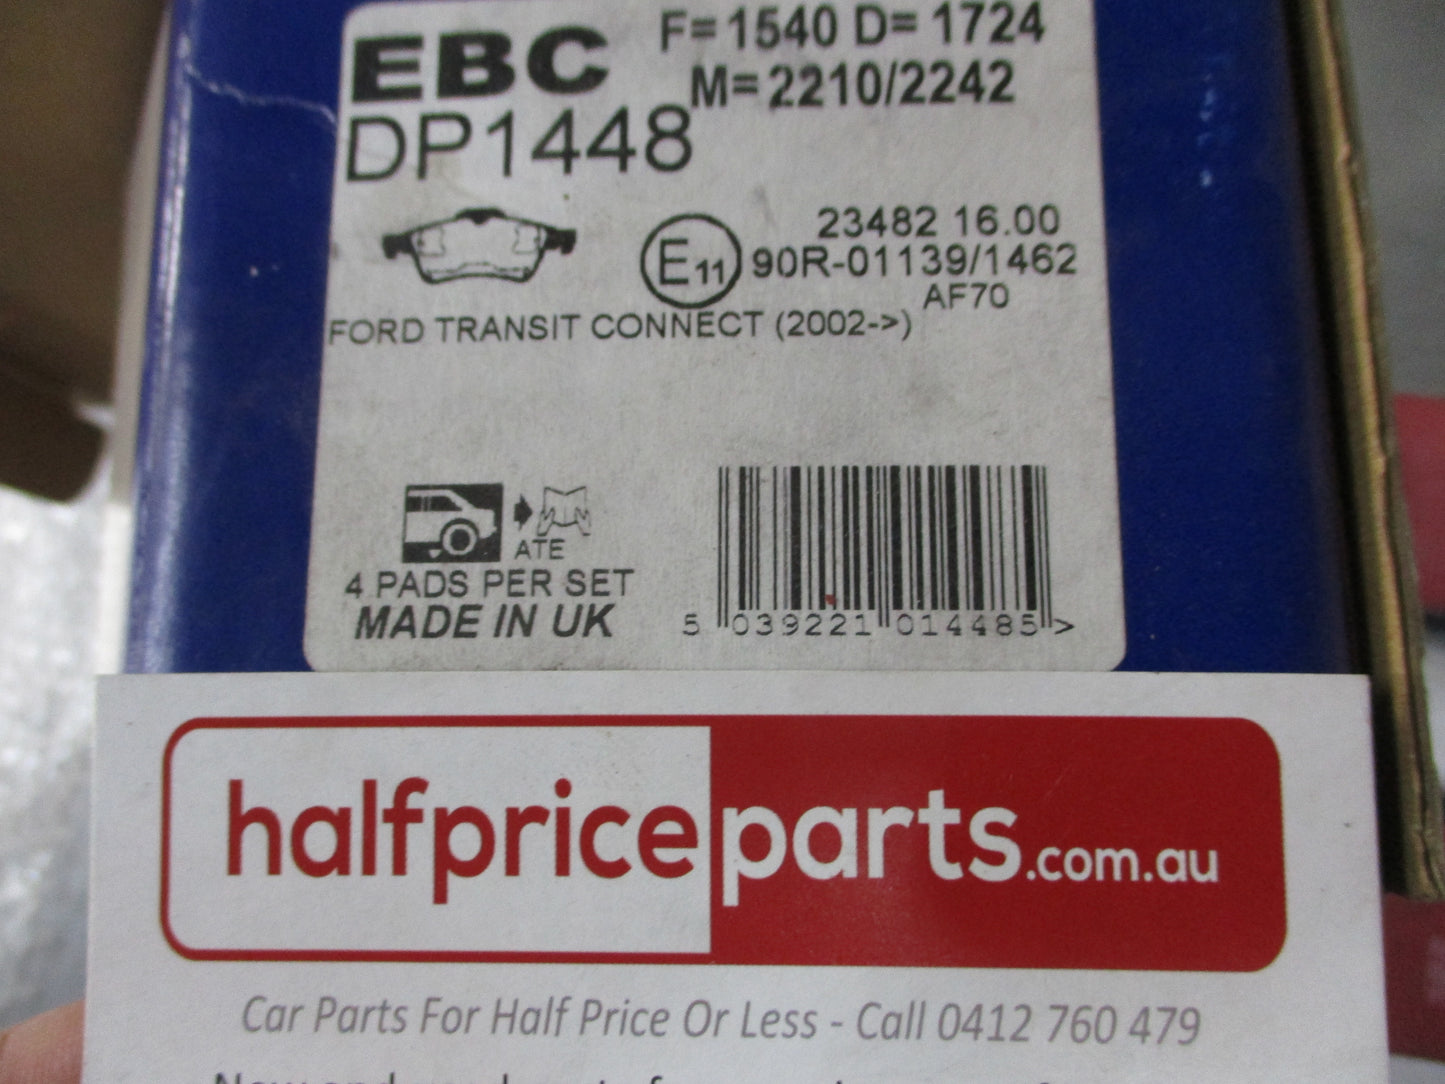 EBC F= 1540 D= 1724
M= 2210/2242
DP1448
23482 16.00
E11 90R-01139/1462
AF70
FORD TRANSIT CONNECT (2002->)
ATE
4 PADS PER SET
MADE IN UK
5 039221 014485 >
halfpriceparts.com.au
Car Parts For Half Price Or Less - Call 0412 760 479